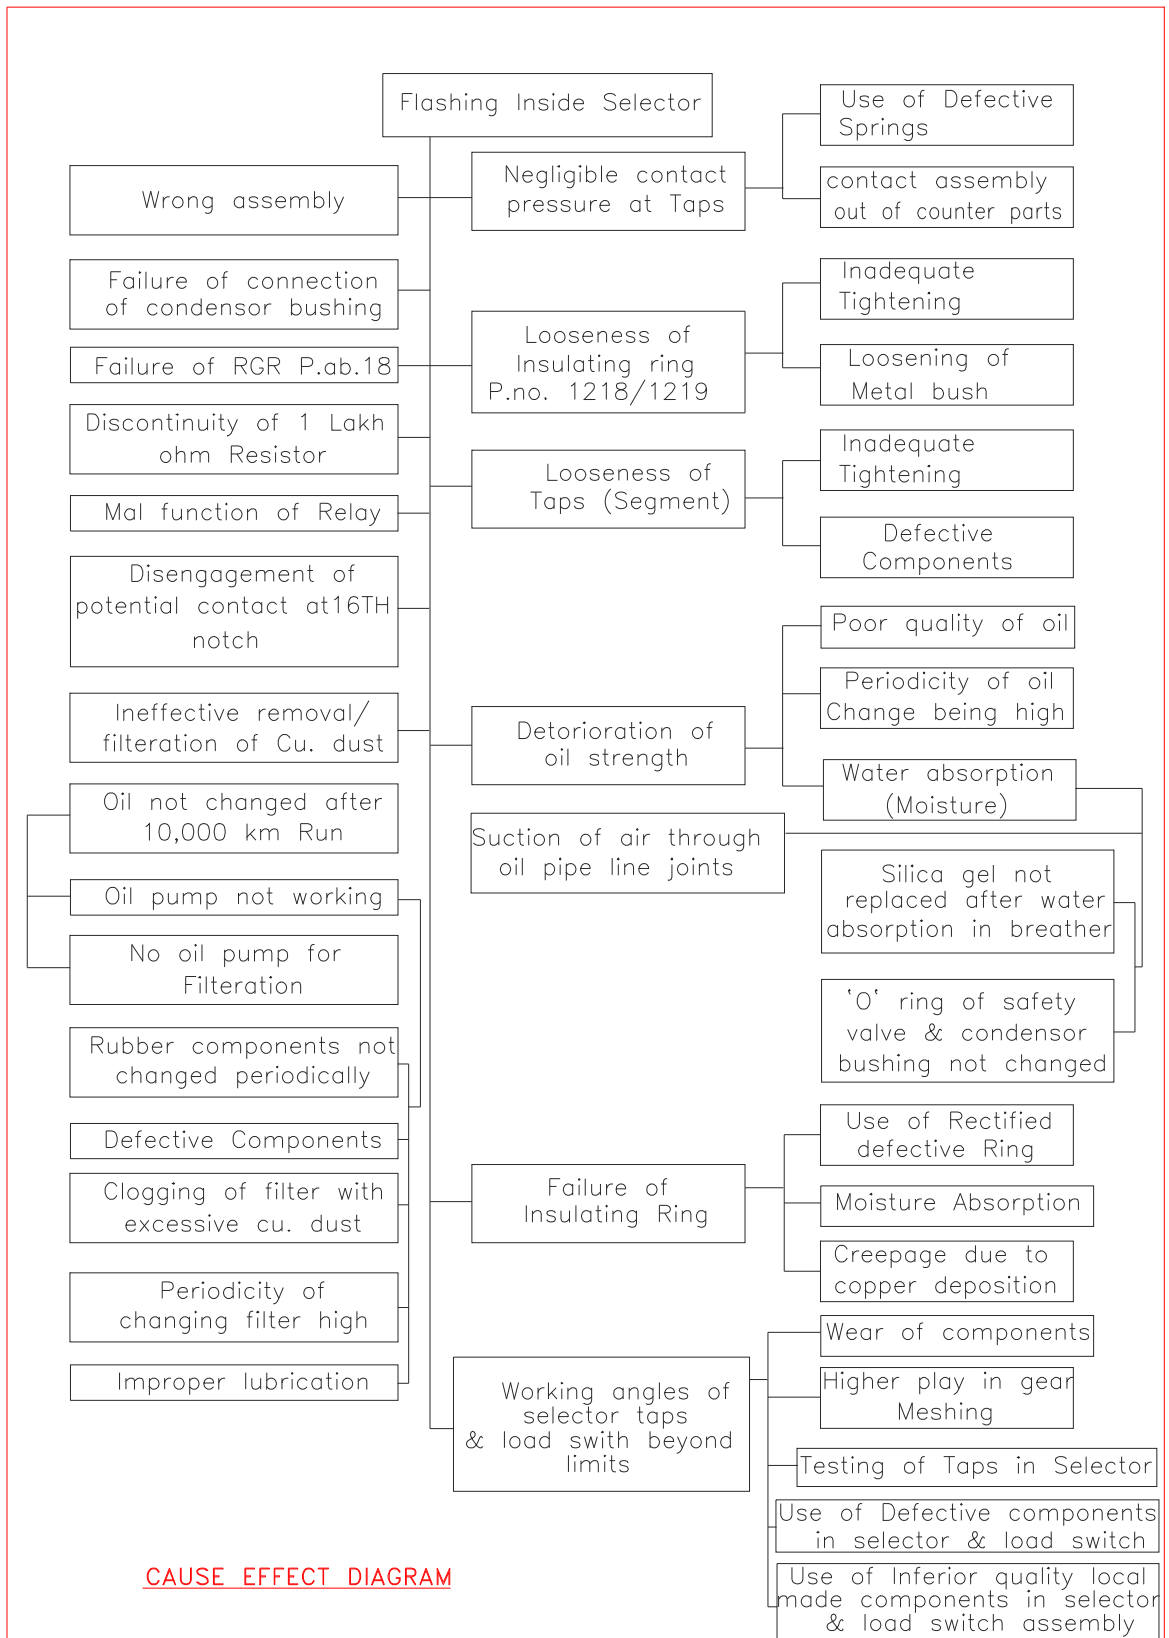 Flashing Inside Selector
Wrong assembly
Failure of connection
of condensor bushing
Failure of RGR P.ab.18
Discontinuity of 1 Lakh
ohm Resistor
Mal function of Relay
Disengagement of
potential contact at16TH
notch
Ineffective removal/
filteration of Cu. dust
Oil not changed after
10,000 km Run
Oil pump not working
No oil pump for
Filteration
Rubber components not
changed periodically
Defective Components
Clogging of filter with
excessive cu. dust
Periodicity of
changing filter high
Improper lubrication
Negligible contact
pressure at Taps
Use of Defective
Springs
contact assembly
out of counter parts
Looseness of
Insulating ring
P.no. 1218/1219
Inadequate
Tightening
Loosening of
Metal bush
Looseness of
Taps (Segment)
Inadequate
Tightening
Defective
Components
Detorioration of
oil strength
Poor quality of oil
Periodicity of oil
Change being high
Water absorption
(Moisture)
Suction of air through
oil pipe line joints
Silica gel not
replaced after water
absorption in breather
‘O‘ ring of safety
valve & condensor
bushing not changed
Failure of
Insulating Ring
Use of Rectified
defective Ring
Moisture Absorption
Creepage due to
copper deposition
Working angles of
selector taps
& load swith beyond
limits
Wear of components
Higher play in gear
Meshing
Testing of Taps in Selector
Use of Defective components
in selector & load switch
Use of Inferior quality local
made components in selector
& load switch assembly
CAUSE EFFECT DIAGRAM